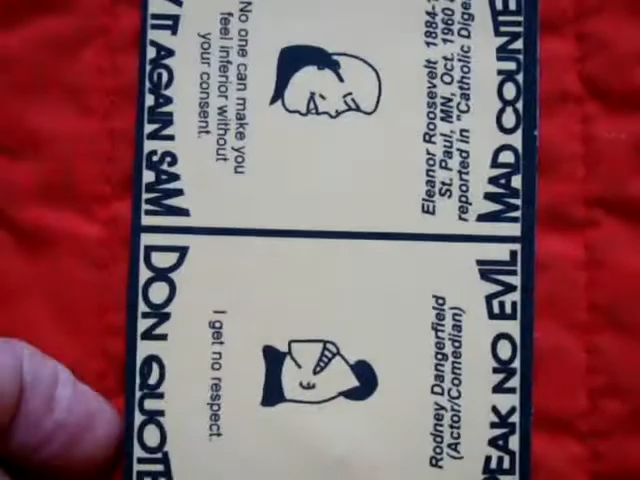 Y IT AGAIN SAM
No one can make you
feel inferior without
your consent.
Eleanor Roosevelt 1884-1
St. Paul, MN, Oct. 1960
reported in "Catholic Dige
MAD COUNTE
DON QUOTE
I get no respect.
Rodney Dangerfield
(Actor/Comedian)
PEAK NO EVIL